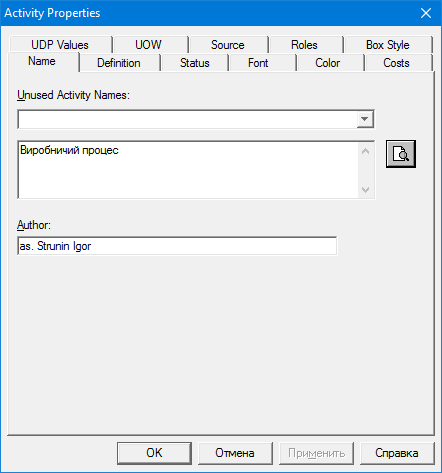 Activity Properties
UDP Values UOW Source Roles Box Style
Name Definition Status Font Color Costs
Unused Activity Names:
Виробничий процес
Author:
as. Strunin Igor
OK Отмена Применить Справка